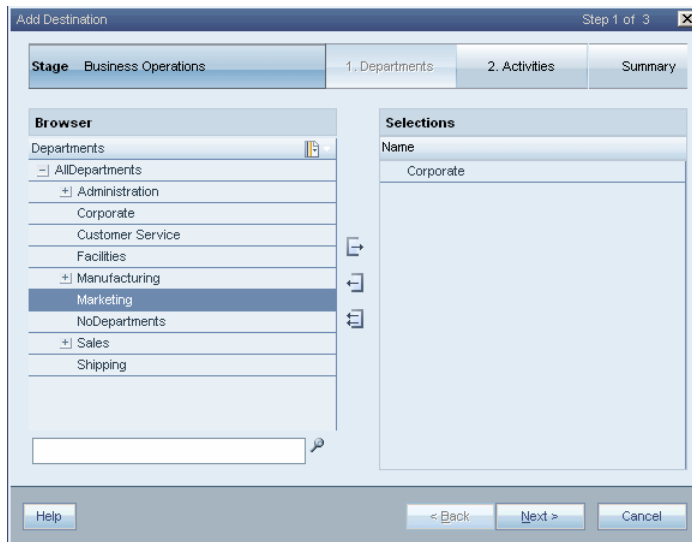 Add Destination Step 1 of 3
Stage Business Operations 1. Departments 2. Activities Summary
Browser
Departments
AllDepartments
Administration
Corporate
Customer Service
Facilities
Manufacturing
Marketing
NoDepartments
Sales
Shipping
Selections
Name
Corporate
Help < Back Next > Cancel